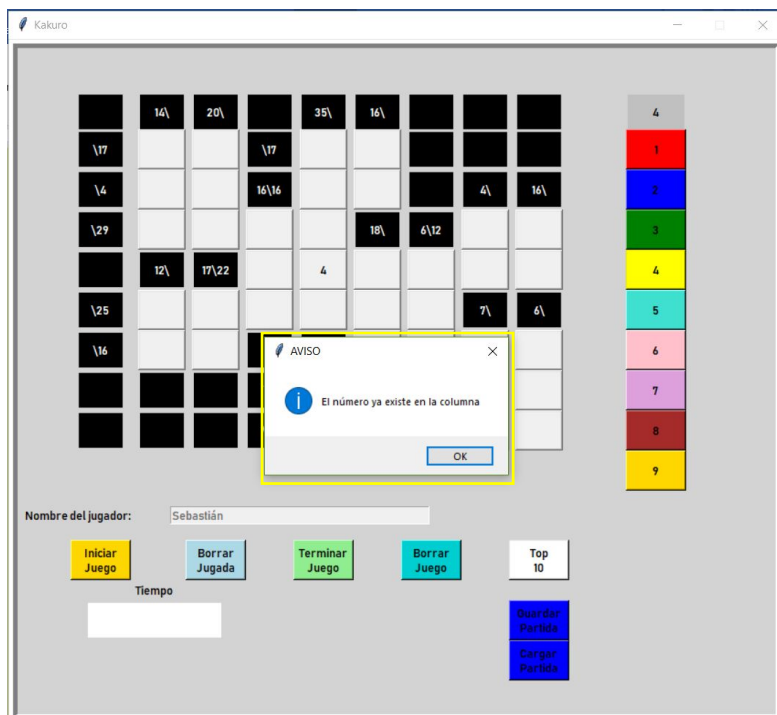 Kakuro
14\ 20\ 35\ 16\ 4
\17 \17 1
\4 16\16 4\ 16\ 2
\29 18\ 6\12 3
12\ 17\22 4 4
\25 7\ 6\ 5
\16 6
AVISO
El número ya existe en la columna
7
8
OK
9
Nombre del jugador: Sebastián
Iniciar
Juego
Borrar
Jugada
Terminar
Juego
Borrar
Juego
Top
10
Tiempo
Guardar
Partida
Cargar
Partida